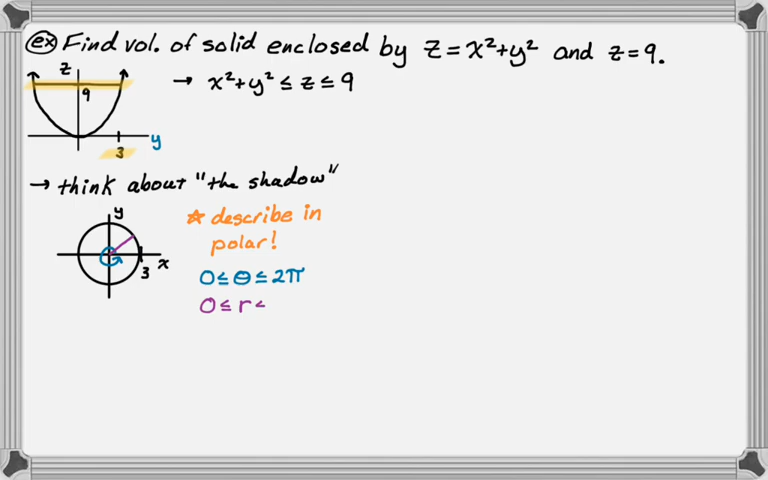 ex Find vol. of solid enclosed by z = x² + y² and z = 9.
z
→ x² + y² ≤ z ≤ 9
9
y
3
→ think about "the shadow"
y
☆ describe in
polar!
x
3
0 ≤ θ ≤ 2π
0 ≤ r <